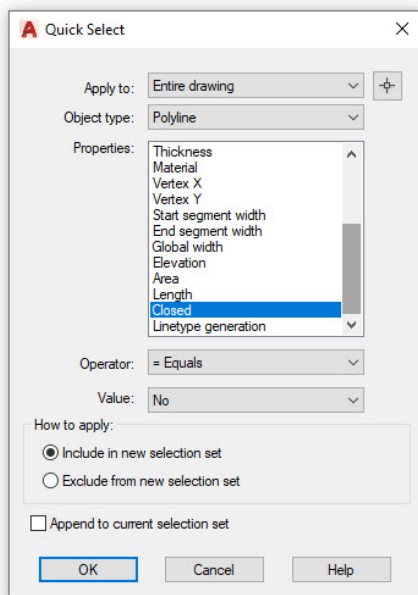 Quick Select
Apply to: Entire drawing
Object type: Polyline
Properties:
Thickness
Material
Vertex X
Vertex Y
Start segment width
End segment width
Global width
Elevation
Area
Length
Closed
Linetype generation
Operator: = Equals
Value: No
How to apply:
Include in new selection set
Exclude from new selection set
Append to current selection set
OK Cancel Help